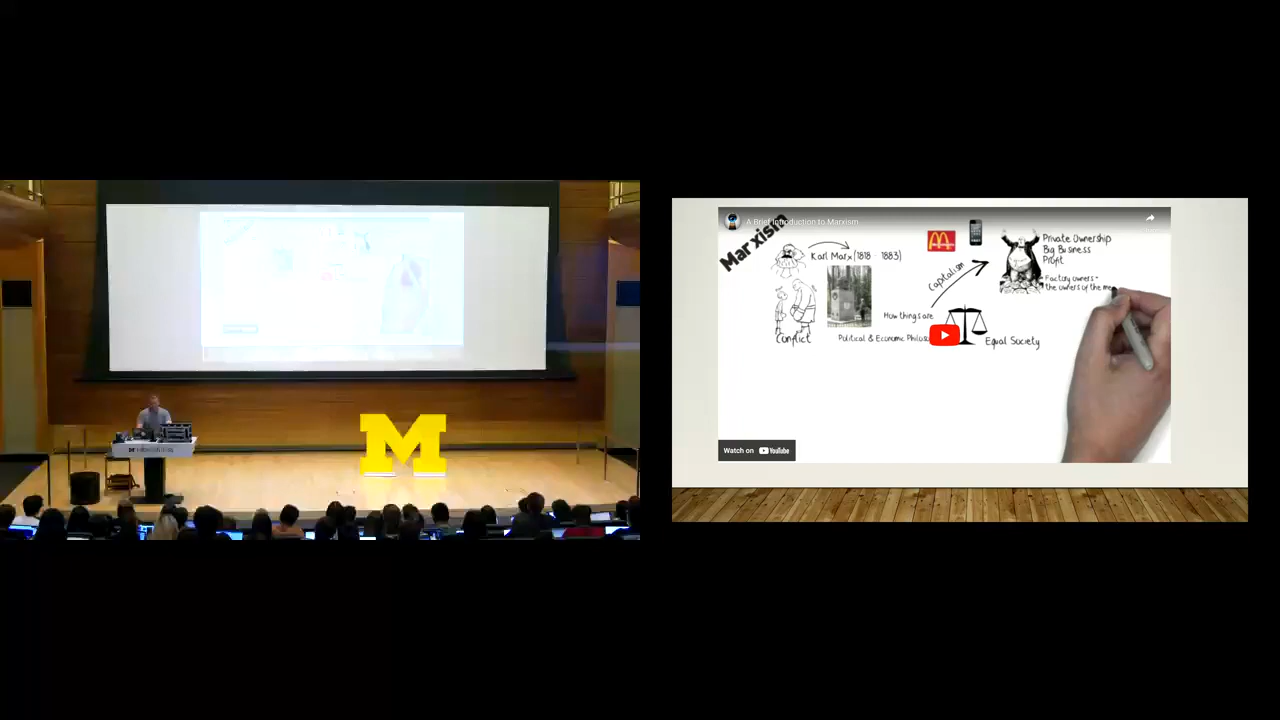 M
A Brief Introduction to Marxism
Marxism
Karl Marx (1818 - 1883)
Capitalism
Private Ownership
Big Business
Profit
Factory owners -
the owners of the me
How things are
Conflict
Political & Economic
Equal Society
Watch on YouTube